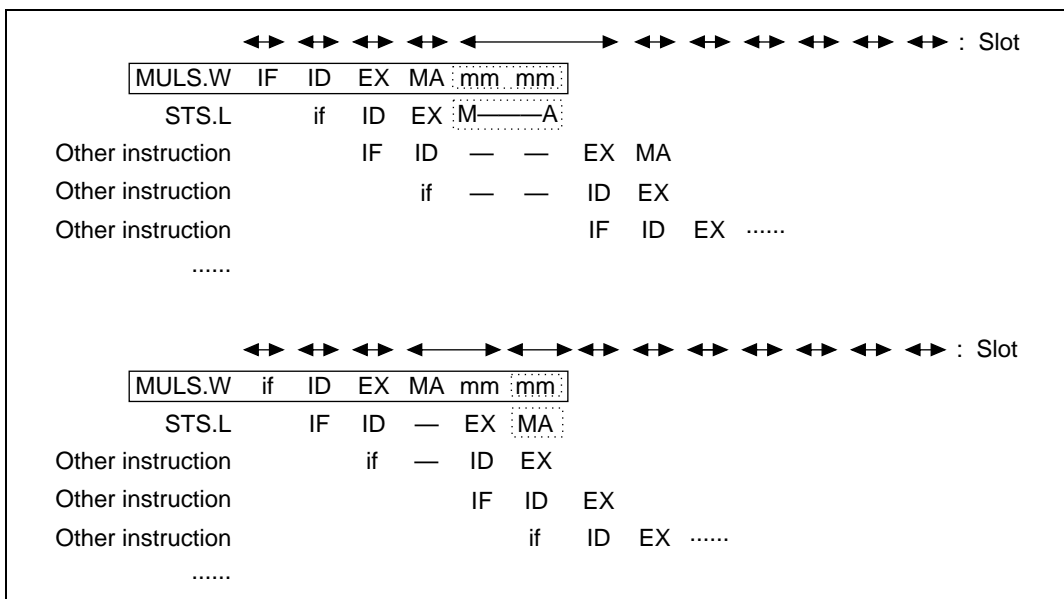 : Slot
MULS.W IF ID EX MA mm mm
STS.L if ID EX M———A
Other instruction IF ID — — EX MA
Other instruction if — — ID EX
Other instruction IF ID EX ......
......
: Slot
MULS.W if ID EX MA mm mm
STS.L IF ID — EX MA
Other instruction if — ID EX
Other instruction IF ID EX
Other instruction if ID EX ......
......